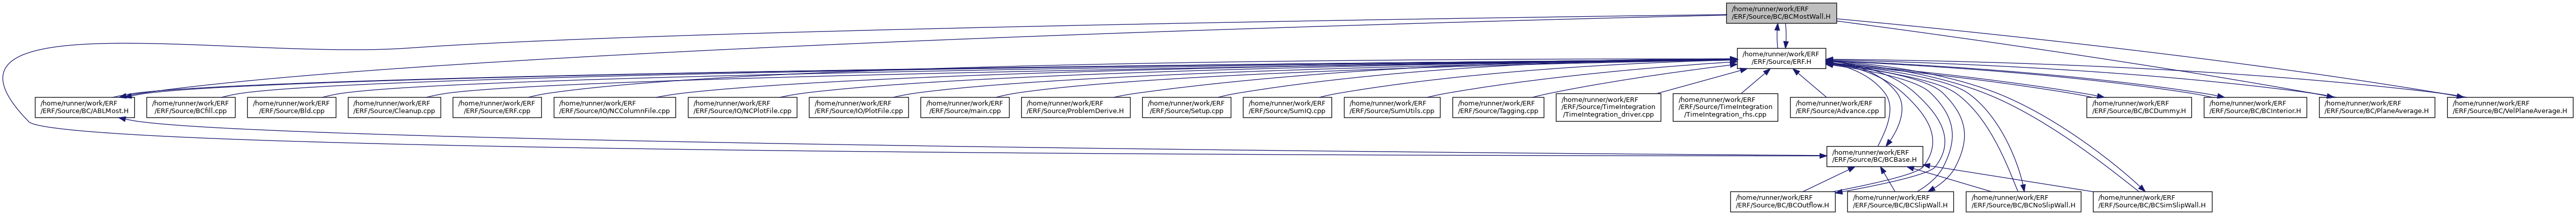 /home/runner/work/ERF
/ERF/Source/BC/BCMostWall.H
/home/runner/work/ERF
/ERF/Source/ERF.H
/home/runner/work/ERF
/ERF/Source/BC/ABLMost.H
/home/runner/work/ERF
/ERF/Source/BCfill.cpp
/home/runner/work/ERF
/ERF/Source/Bld.cpp
/home/runner/work/ERF
/ERF/Source/Cleanup.cpp
/home/runner/work/ERF
/ERF/Source/ERF.cpp
/home/runner/work/ERF
/ERF/Source/IO/NCColumnFile.cpp
/home/runner/work/ERF
/ERF/Source/IO/NCPlotFile.cpp
/home/runner/work/ERF
/ERF/Source/IO/PlotFile.cpp
/home/runner/work/ERF
/ERF/Source/main.cpp
/home/runner/work/ERF
/ERF/Source/ProblemDerive.H
/home/runner/work/ERF
/ERF/Source/Setup.cpp
/home/runner/work/ERF
/ERF/Source/SumIQ.cpp
/home/runner/work/ERF
/ERF/Source/SumUtils.cpp
/home/runner/work/ERF
/ERF/Source/Tagging.cpp
/home/runner/work/ERF
/ERF/Source/TimeIntegration
/TimeIntegration_driver.cpp
/home/runner/work/ERF
/ERF/Source/TimeIntegration
/TimeIntegration_rhs.cpp
/home/runner/work/ERF
/ERF/Source/Advance.cpp
/home/runner/work/ERF
/ERF/Source/BC/BCDummy.H
/home/runner/work/ERF
/ERF/Source/BC/BCInterior.H
/home/runner/work/ERF
/ERF/Source/BC/PlaneAverage.H
/home/runner/work/ERF
/ERF/Source/BC/VelPlaneAverage.H
/home/runner/work/ERF
/ERF/Source/BC/BCBase.H
/home/runner/work/ERF
/ERF/Source/BC/BCOutflow.H
/home/runner/work/ERF
/ERF/Source/BC/BCSlipWall.H
/home/runner/work/ERF
/ERF/Source/BC/BCNoSlipWall.H
/home/runner/work/ERF
/ERF/Source/BC/BCSimSlipWall.H